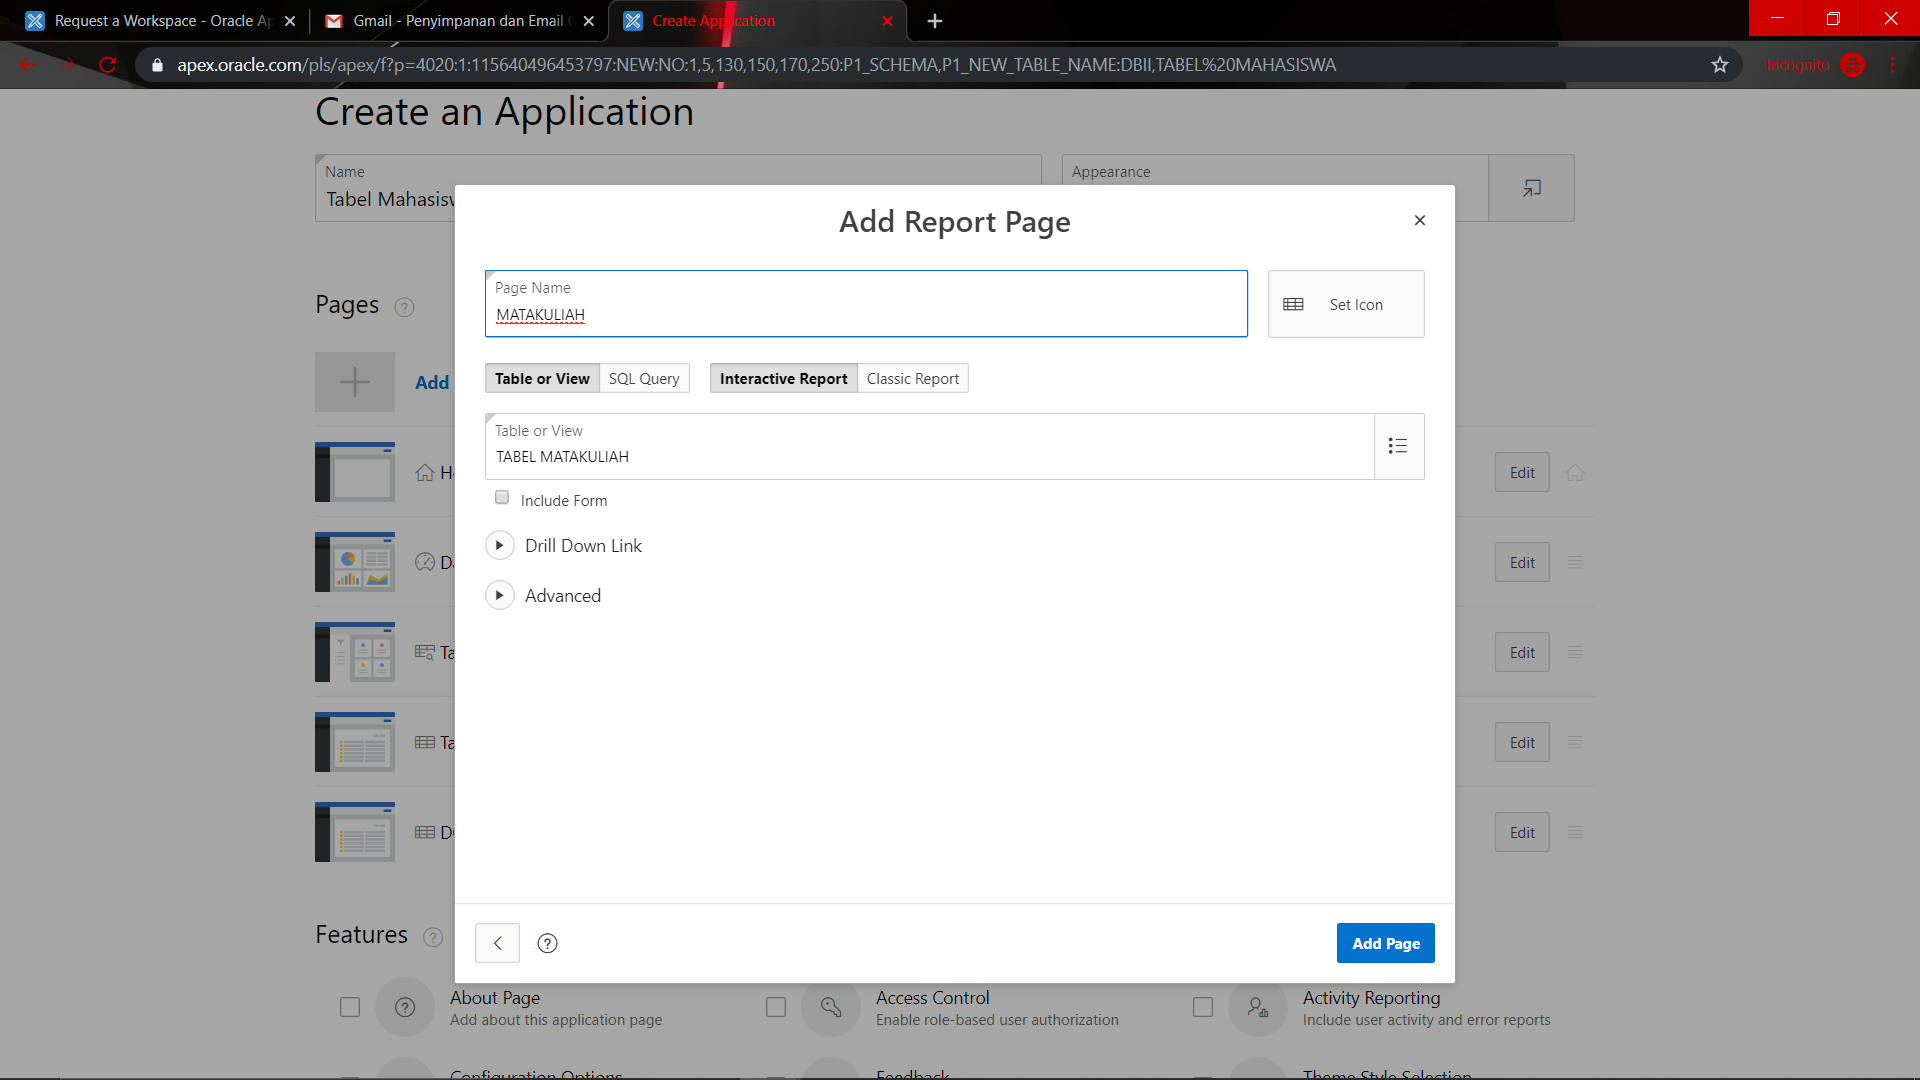 Request a Workspace - Oracle Ap
Gmail - Penyimpanan dan Email
Create Application
apex.oracle.com/pls/apex/f?p=4020:1:115640496453797:NEW:NO:1,5,130,150,170,250:P1_SCHEMA,P1_NEW_TABLE_NAME:DBII,TABEL%20MAHASISWA
Incognito
Create an Application
Name
Tabel Mahasisw
Appearance
Add Report Page
Page Name
MATAKULIAH
Set Icon
Pages
Table or View
SQL Query
Interactive Report
Classic Report
Add
Table or View
TABEL MATAKULIAH
Edit
Include Form
Drill Down Link
Edit
Advanced
Ta
Edit
Ta
Edit
Edit
Features
Add Page
About Page
Add about this application page
Access Control
Enable role-based user authorization
Activity Reporting
Include user activity and error reports
Configuration Options
Feedback
Theme Style Selection